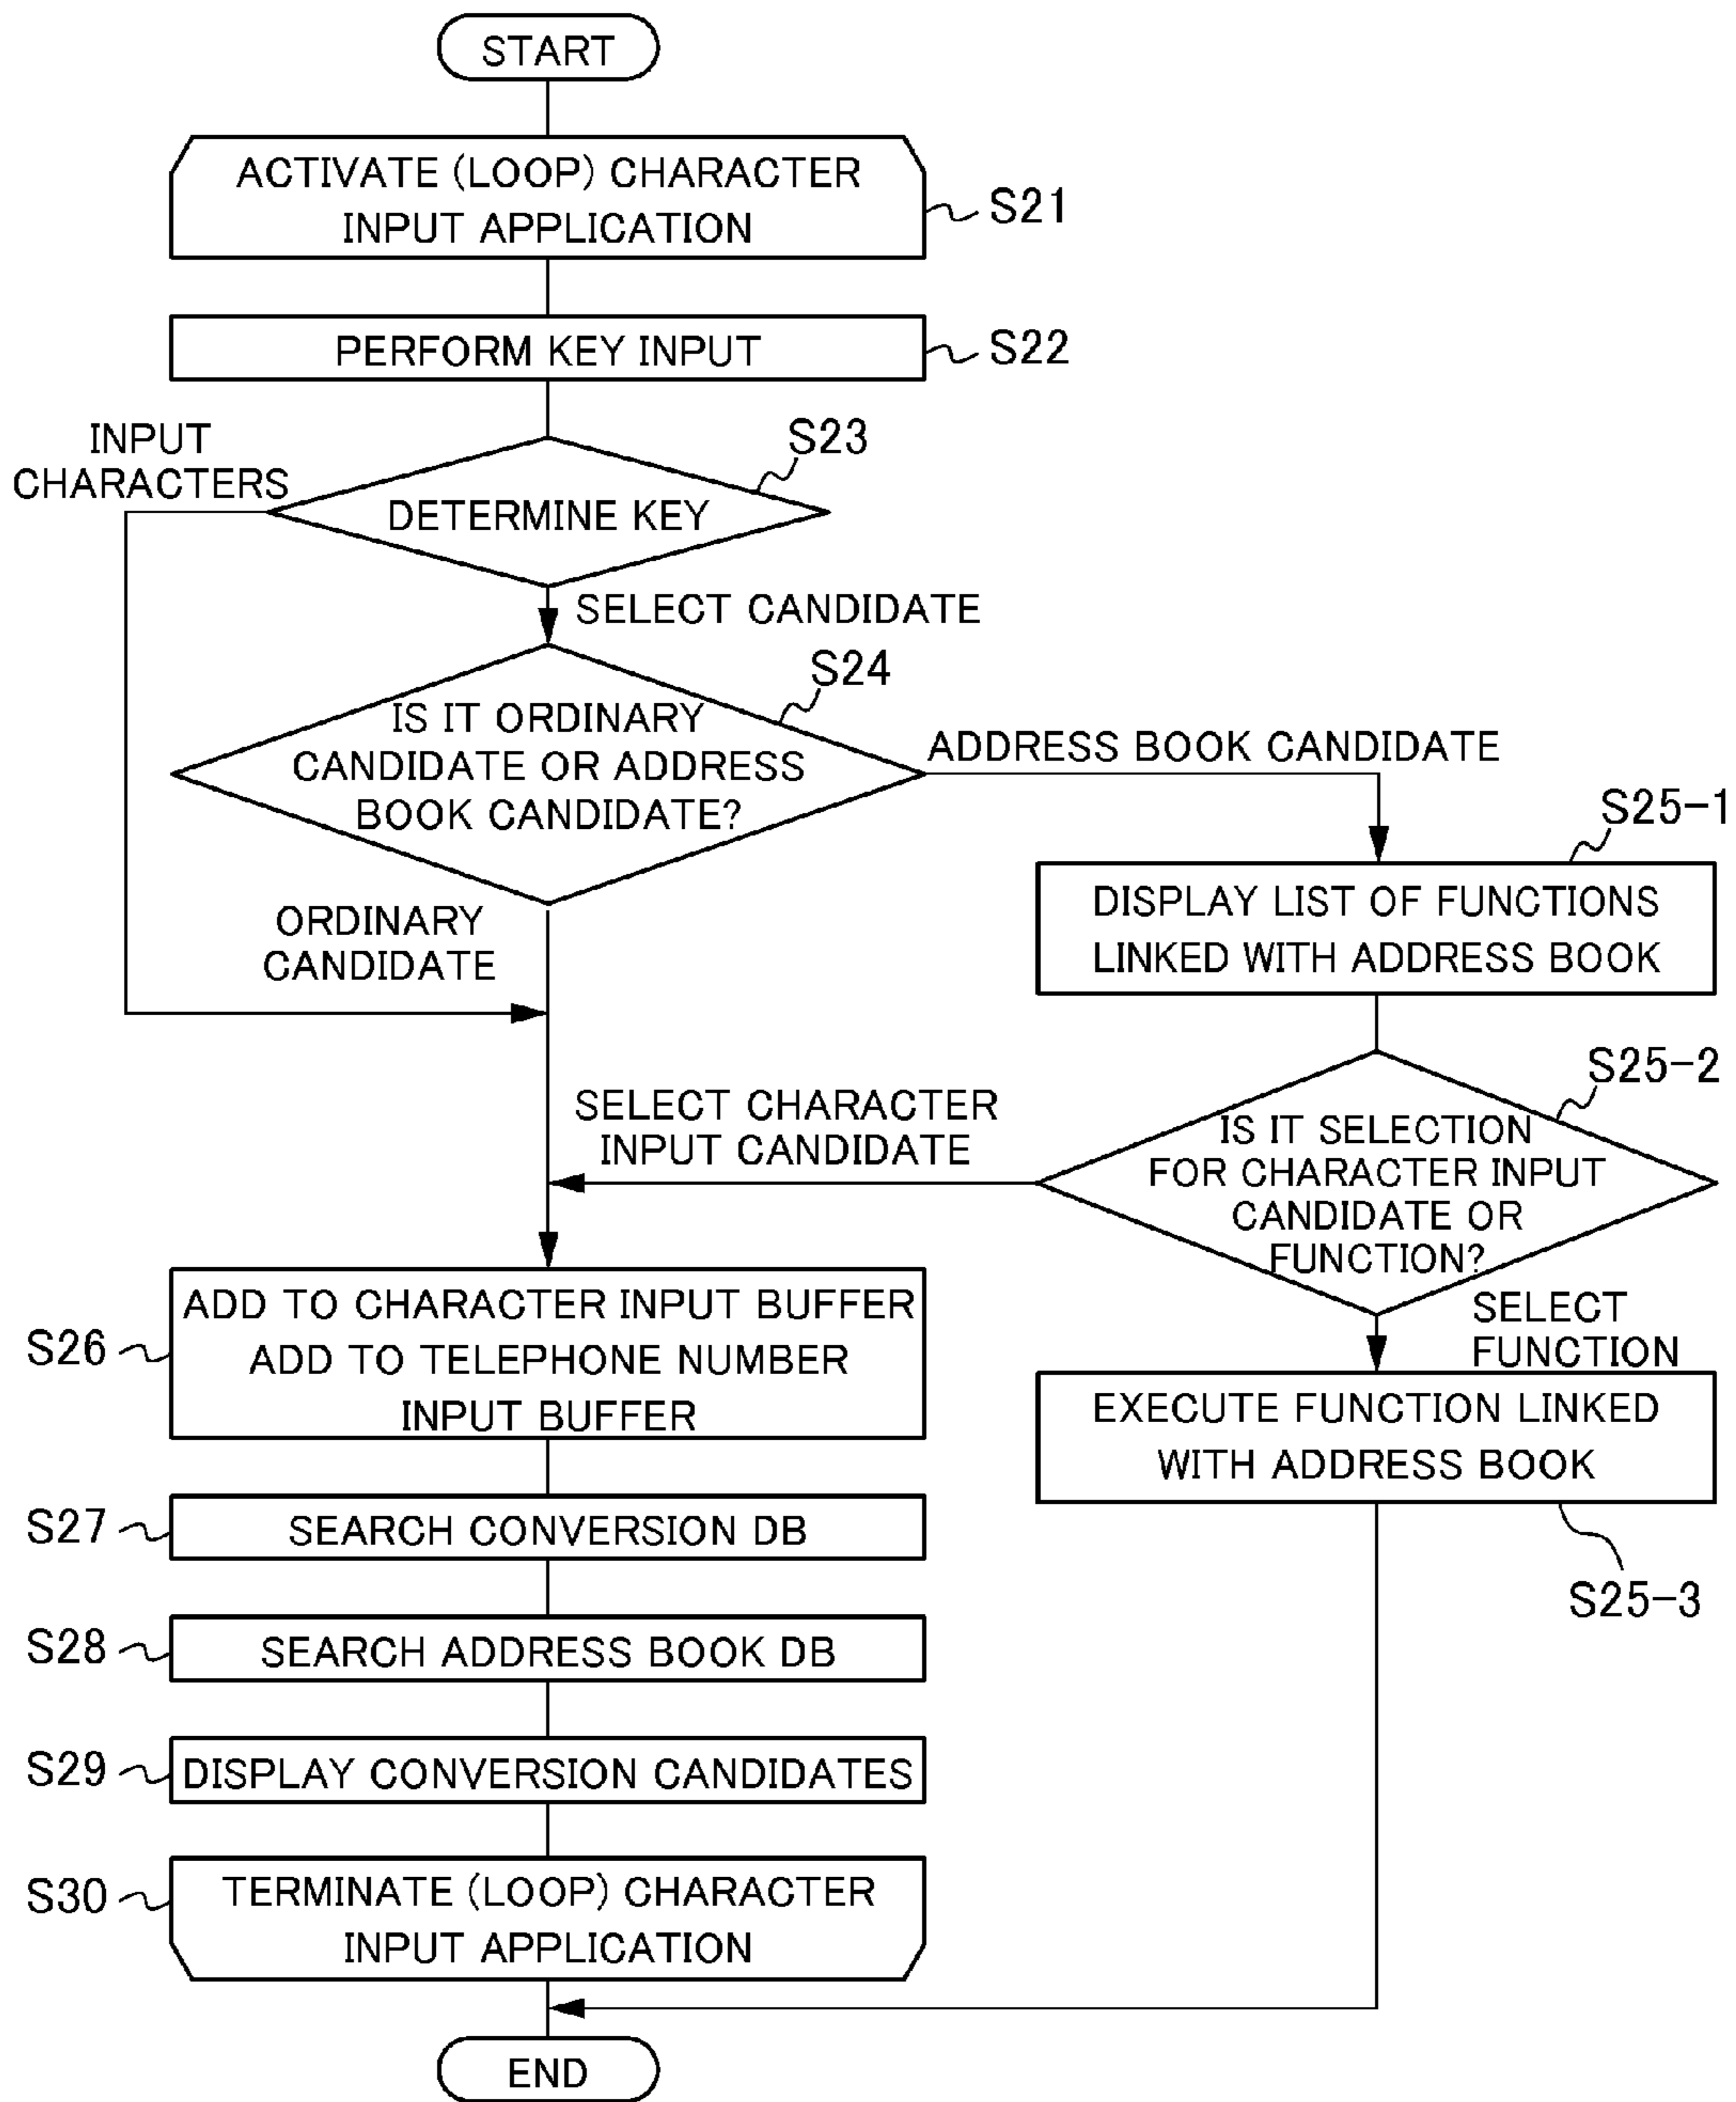 START
ACTIVATE (LOOP) CHARACTER
INPUT APPLICATION
S21
PERFORM KEY INPUT
S22
INPUT
CHARACTERS
S23
DETERMINE KEY
SELECT CANDIDATE
S24
IS IT ORDINARY
CANDIDATE OR ADDRESS
BOOK CANDIDATE?
ADDRESS BOOK CANDIDATE
S25-1
DISPLAY LIST OF FUNCTIONS
LINKED WITH ADDRESS BOOK
ORDINARY
CANDIDATE
S25-2
SELECT CHARACTER
INPUT CANDIDATE
IS IT SELECTION
FOR CHARACTER INPUT
CANDIDATE OR
FUNCTION?
SELECT
FUNCTION
S26
ADD TO CHARACTER INPUT BUFFER
ADD TO TELEPHONE NUMBER
INPUT BUFFER
EXECUTE FUNCTION LINKED
WITH ADDRESS BOOK
S25-3
S27
SEARCH CONVERSION DB
S28
SEARCH ADDRESS BOOK DB
S29
DISPLAY CONVERSION CANDIDATES
S30
TERMINATE (LOOP) CHARACTER
INPUT APPLICATION
END